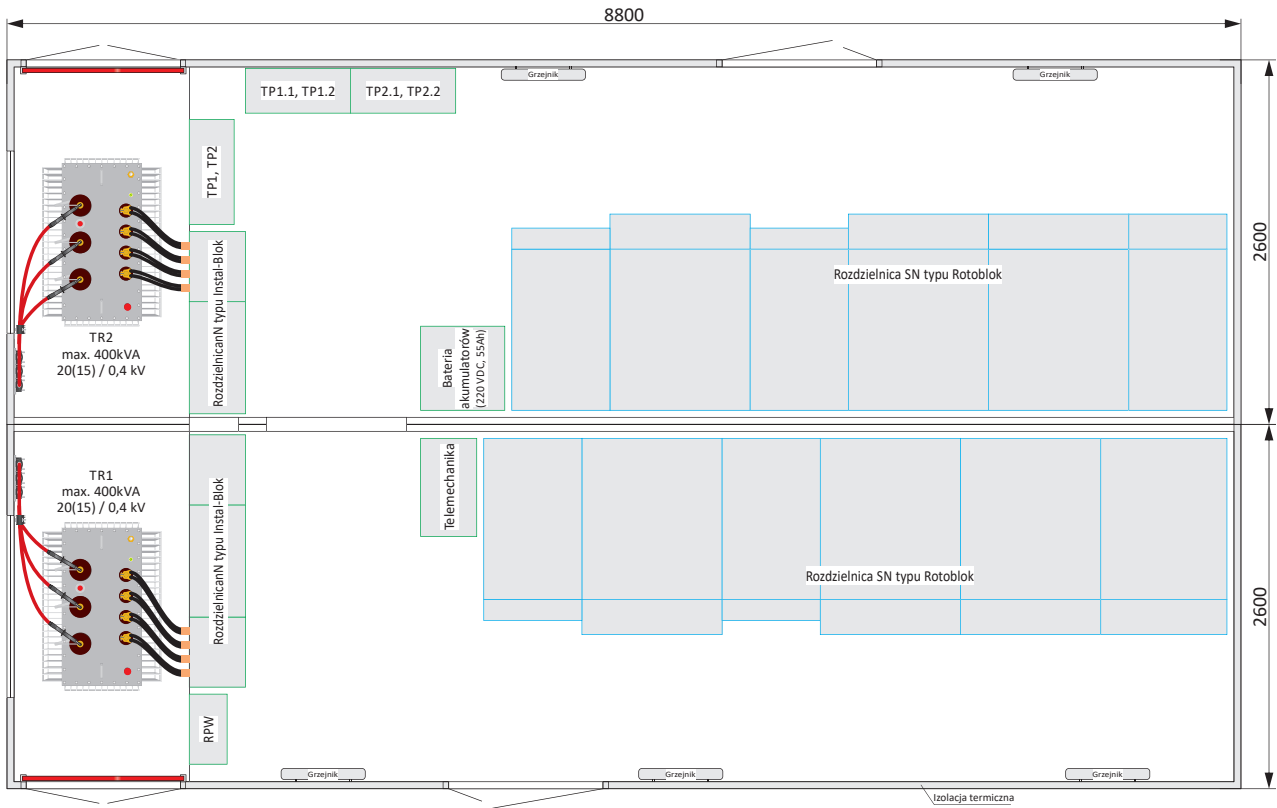 8800
Grzejnik
Grzejnik
TP1.1, TP1.2
TP2.1, TP2.2
TP1, TP2
2600
Rozdzielnica SN typu Rotoblok
RozdzielnicanN typu Instal-Blok
TR2
max. 400kVA
20(15) / 0,4 kV
Bateria
akumulatorów
(220 VDC, 55Ah)
Telemechanika
TR1
max. 400kVA
20(15) / 0,4 kV
RozdzielnicanN typu Instal-Blok
Rozdzielnica SN typu Rotoblok
2600
RPW
Grzejnik
Grzejnik
Grzejnik
Izolacja termiczna